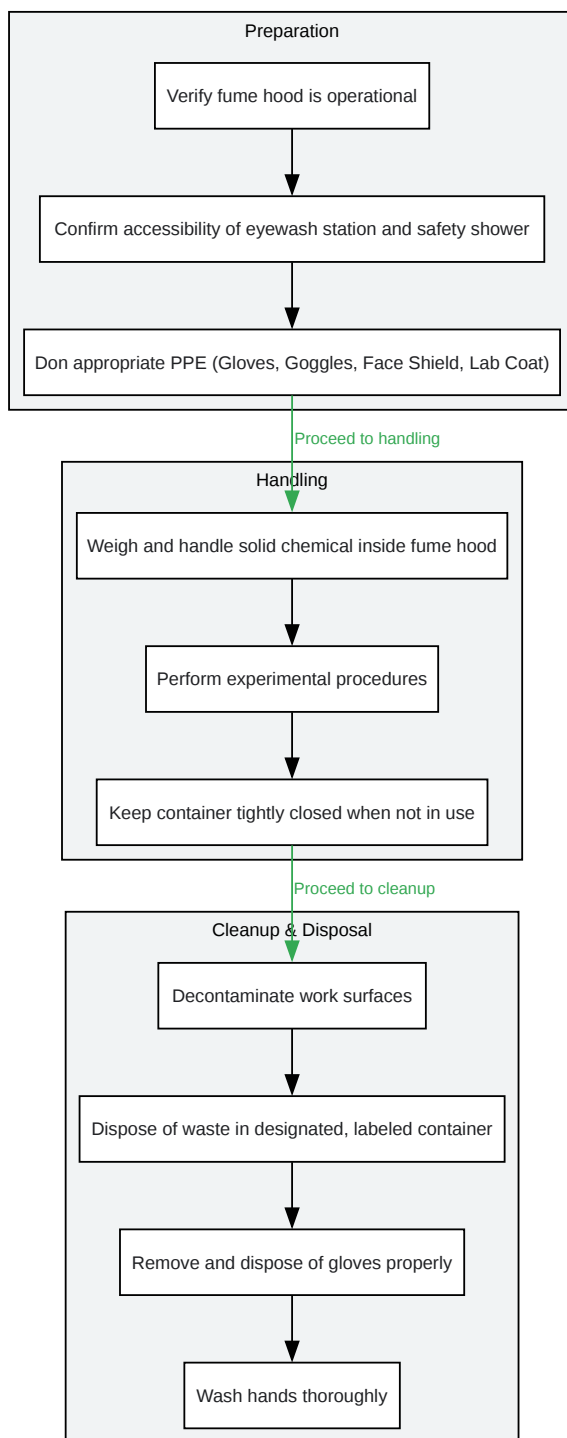 Preparation
Verify fume hood is operational
Confirm accessibility of eyewash station and safety shower
Don appropriate PPE (Gloves, Goggles, Face Shield, Lab Coat)
Proceed to handling
Handling
Weigh and handle solid chemical inside fume hood
Perform experimental procedures
Keep container tightly closed when not in use
Proceed to cleanup
Cleanup & Disposal
Decontaminate work surfaces
Dispose of waste in designated, labeled container
Remove and dispose of gloves properly
Wash hands thoroughly